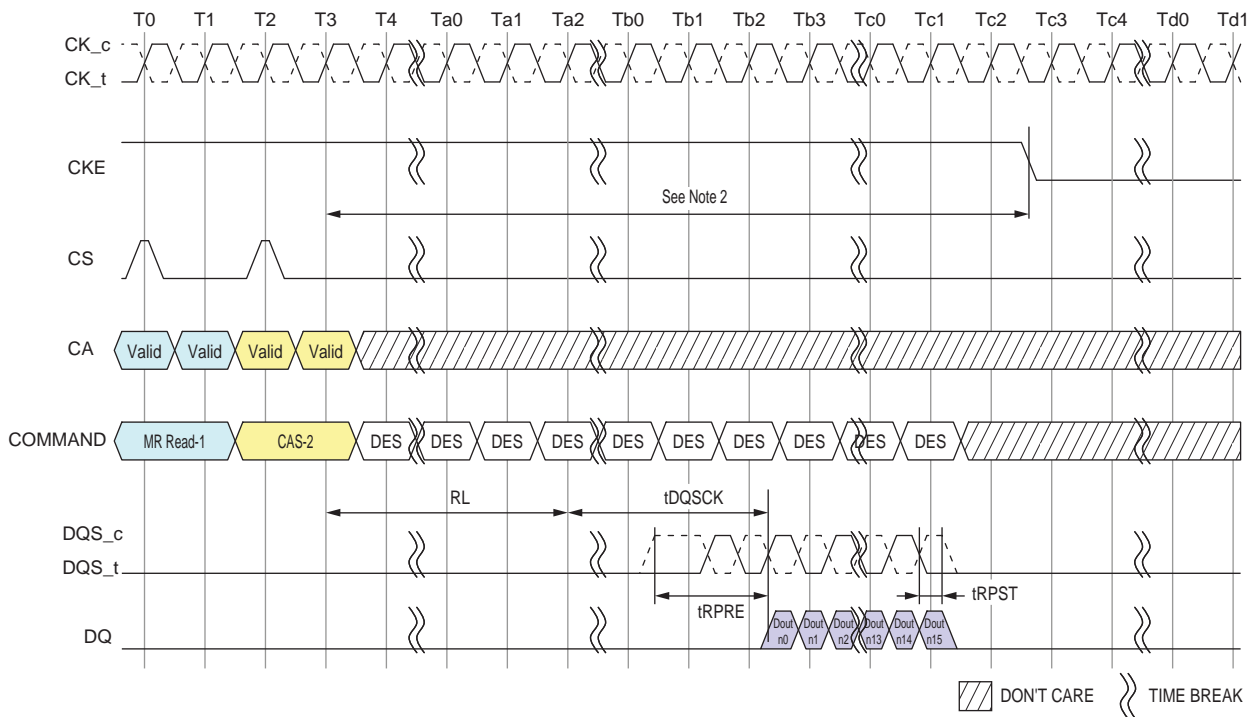 T0 T1 T2 T3 T4 Ta0 Ta1 Ta2 Tb0 Tb1 Tb2 Tb3 Tc0 Tc1 Tc2 Tc3 Tc4 Td0 Td1
CK_c
CK_t
CKE
See Note 2
CS
CA Valid Valid Valid Valid
COMMAND MR Read-1 CAS-2 DES DES DES DES DES DES DES DES DES DES
RL tDQSCK
DQS_c
DQS_t
tRPRE tRPST
DQ Dout n0 Dout n1 Dout n2 Dout n13 Dout n14 Dout n15
DON'T CARE TIME BREAK